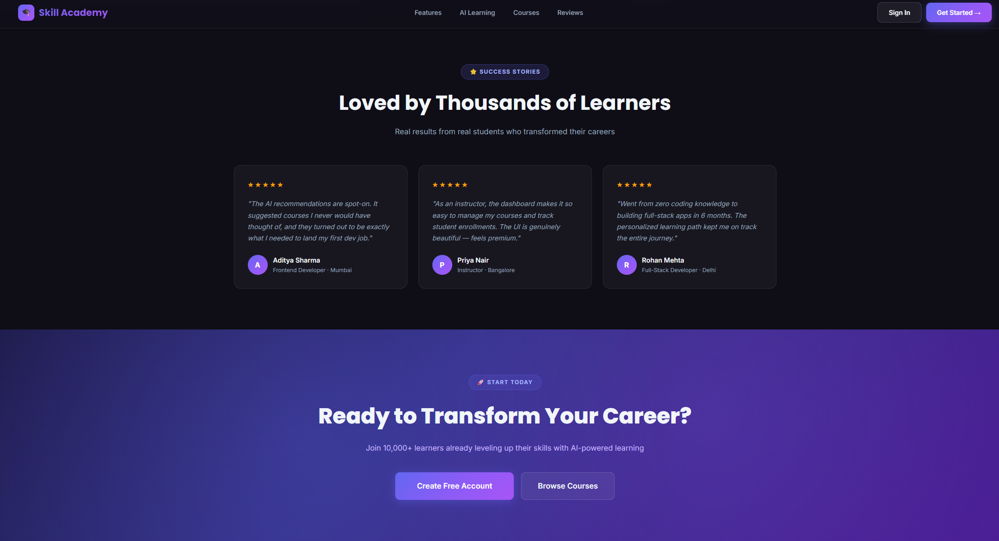 Skill Academy
Features
AI Learning
Courses
Reviews
Sign In
Get Started →
⭐ SUCCESS STORIES
Loved by Thousands of Learners
Real results from real students who transformed their careers
★★★★★
"The AI recommendations are spot-on. It
suggested courses I never would have
thought of, and they turned out to be exactly
what I needed to land my first dev job."
A
Aditya Sharma
Frontend Developer · Mumbai
★★★★★
"As an instructor, the dashboard makes it so
easy to manage my courses and track
student enrollments. The UI is genuinely
beautiful — feels premium."
P
Priya Nair
Instructor · Bangalore
★★★★★
"Went from zero coding knowledge to
building full-stack apps in 6 months. The
personalized learning path kept me on track
the entire journey."
R
Rohan Mehta
Full-Stack Developer · Delhi
🚀 START TODAY
Ready to Transform Your Career?
Join 10,000+ learners already leveling up their skills with AI-powered learning
Create Free Account
Browse Courses